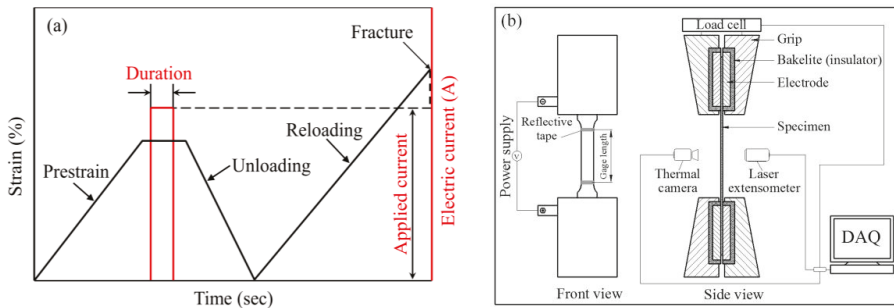 (a)
Fracture
Duration
Prestrain
Unloading
Reloading
Applied current
Strain (%)
Electric current (A)
Time (sec)
(b)
Load cell
Grip
Bakelite (insulator)
Electrode
Specimen
Reflective
tape
Gage length
Power supply
V
Thermal
camera
Laser
extensometer
DAQ
Front view
Side view